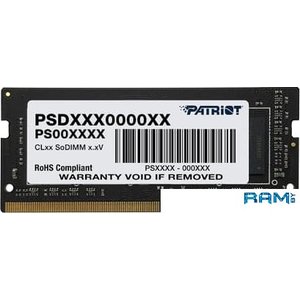 PATRIOT
PSDXXX0000XX
PS00XXXX
CLxx SoDIMM x.xV
RoHS Compliant
PSXXXX - 000XXX
WARRANTY VOID IF REMOVED
RAM